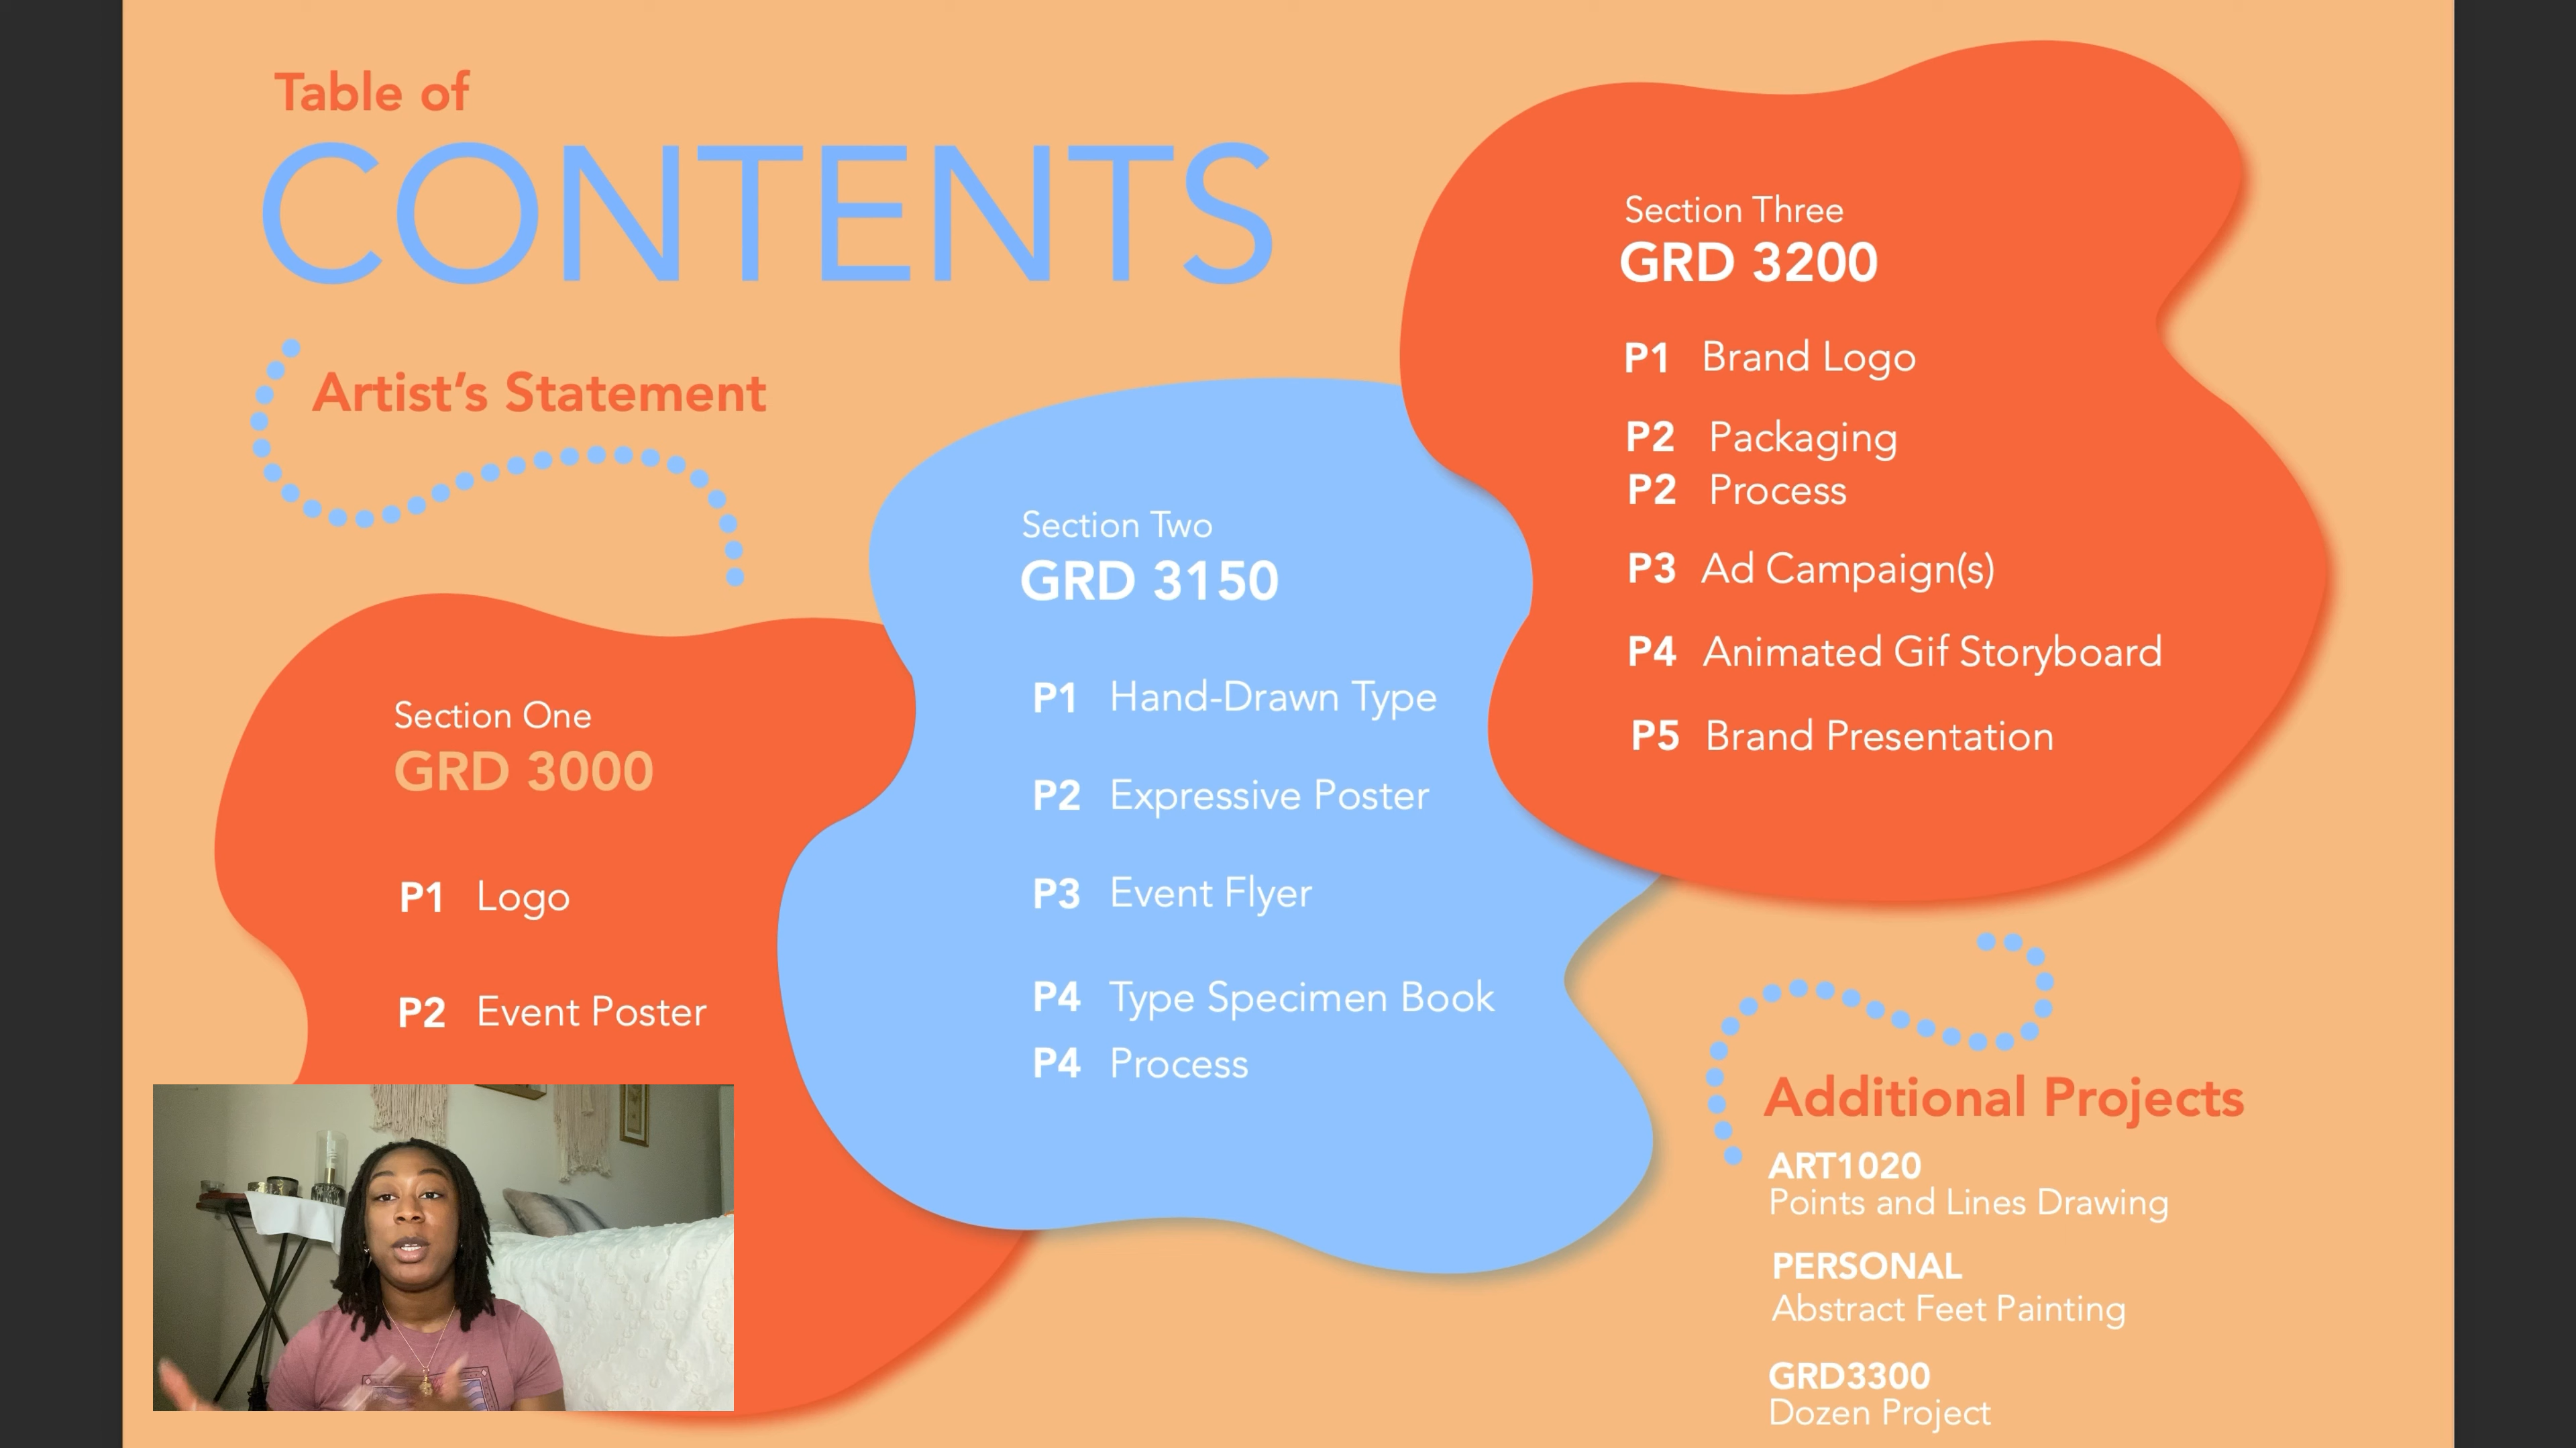 Table of
CONTENTS
Artist's Statement
Section One
GRD 3000
P1 Logo
P2 Event Poster
Section Two
GRD 3150
P1 Hand-Drawn Type
P2 Expressive Poster
P3 Event Flyer
P4 Type Specimen Book
P4 Process
Section Three
GRD 3200
P1 Brand Logo
P2 Packaging
P2 Process
P3 Ad Campaign(s)
P4 Animated Gif Storyboard
P5 Brand Presentation
Additional Projects
ART1020
Points and Lines Drawing
PERSONAL
Abstract Feet Painting
GRD3300
Dozen Project